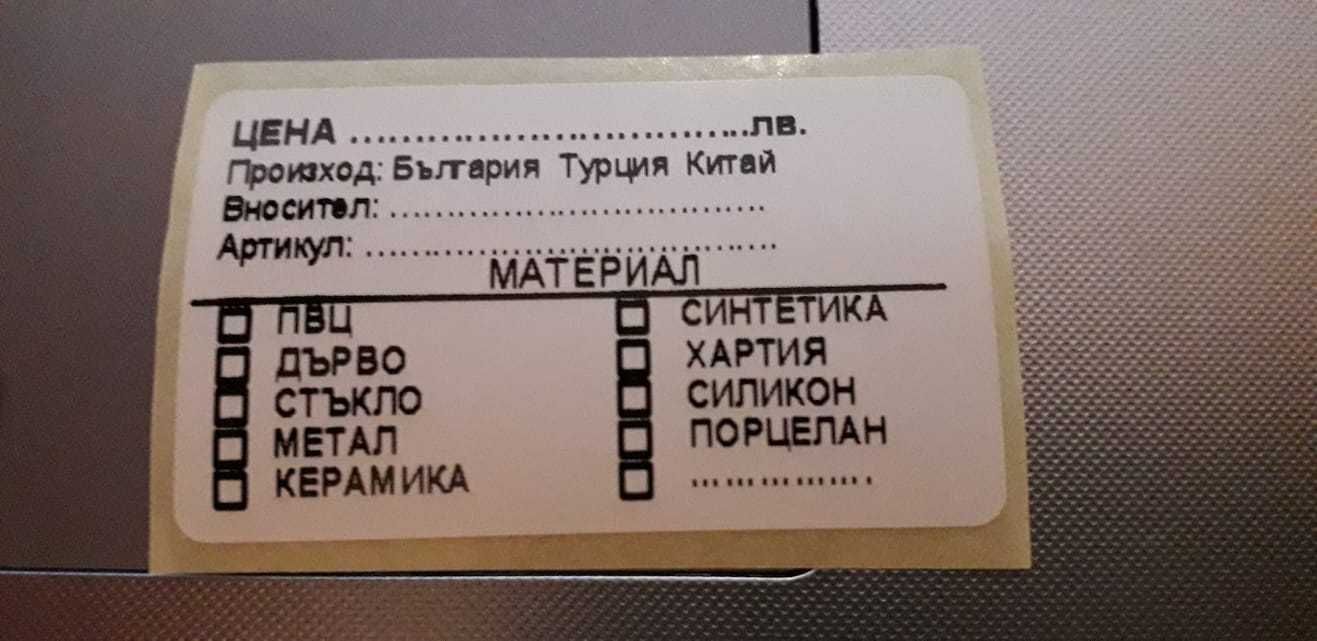 ЦЕНА ...............................лв.
Произход: България Турция Китай
Вносител: ..................................
Артикул: .....................................
МАТЕРИАЛ
ПВЦ
ДЪРВО
СТЪКЛО
МЕТАЛ
КЕРАМИКА
СИНТЕТИКА
ХАРТИЯ
СИЛИКОН
ПОРЦЕЛАН
..................